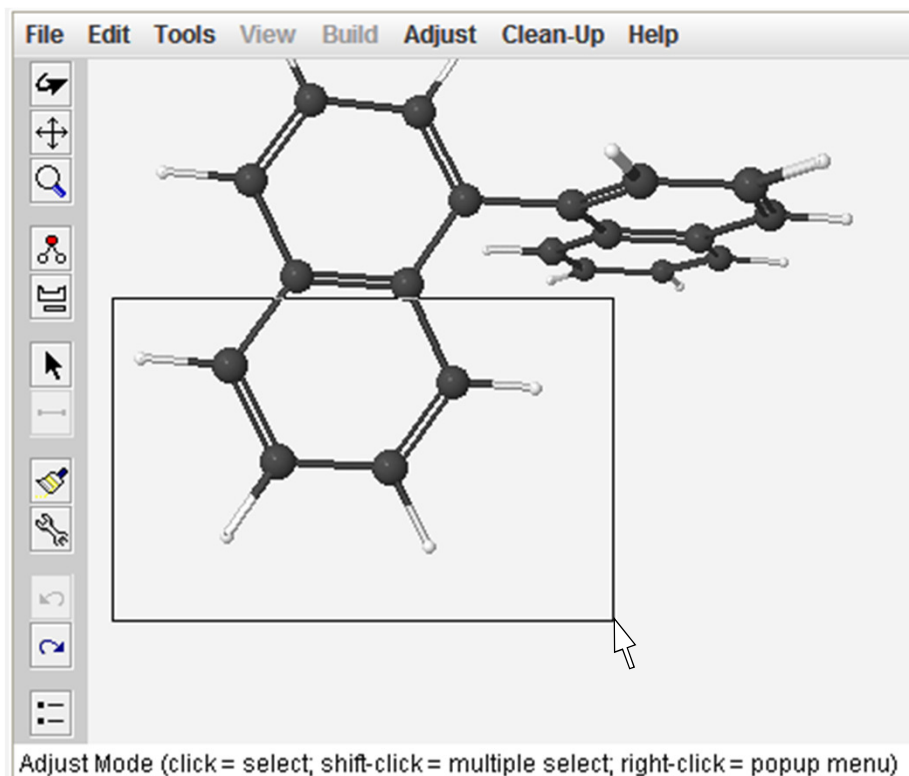 File Edit Tools View Build Adjust Clean-Up Help
Adjust Mode (click = select; shift-click = multiple select; right-click = popup menu)